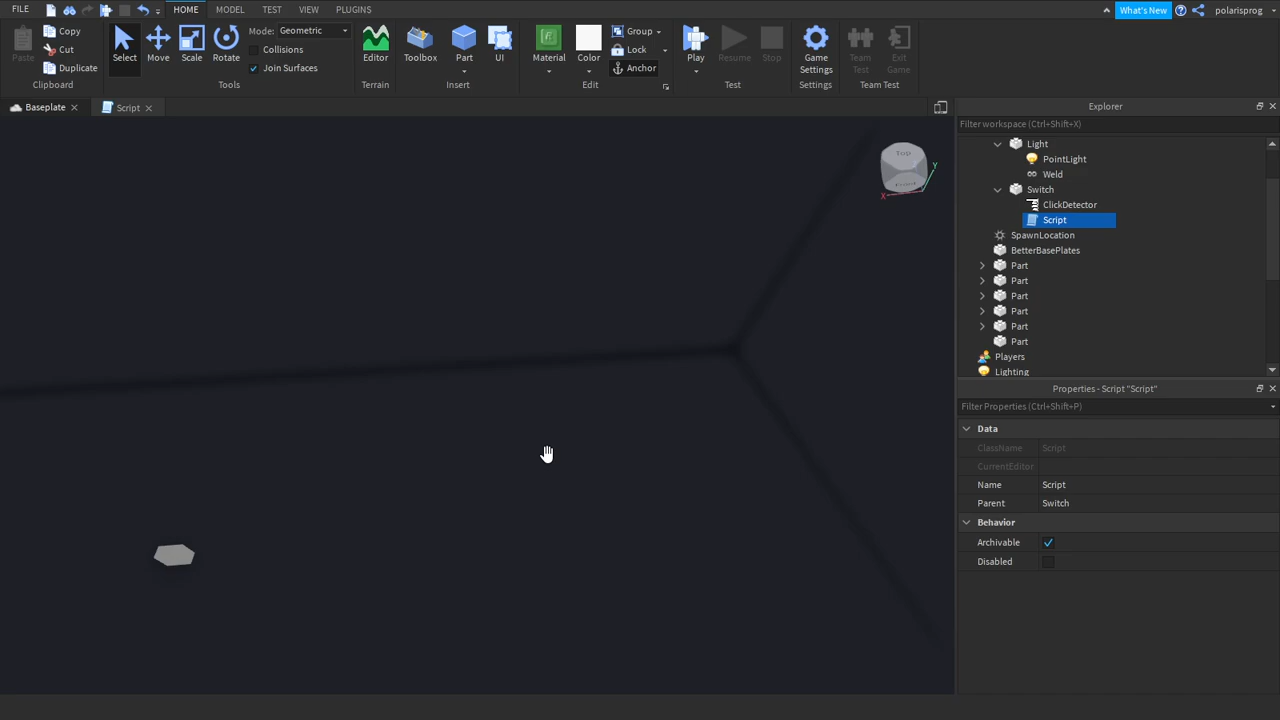 FILE HOME MODEL TEST VIEW PLUGINS What's New polarisprog
Paste Copy Cut Duplicate Clipboard
Select Move Scale Rotate Mode: Geometric Collisions Join Surfaces Tools
Editor Terrain
Toolbox Part UI Insert
Material Color Group Lock Anchor Edit
Play Resume Stop Test
Game Settings Settings
Team Test Exit Game Team Test
Baseplate Script
Top
Front
X
Y
Explorer
Filter workspace (Ctrl+Shift+X)
Light
PointLight
Weld
Switch
ClickDetector
Script
SpawnLocation
BetterBasePlates
Part
Part
Part
Part
Part
Part
Players
Lighting
Properties - Script "Script"
Filter Properties (Ctrl+Shift+P)
Data
ClassName Script
CurrentEditor
Name Script
Parent Switch
Behavior
Archivable
Disabled